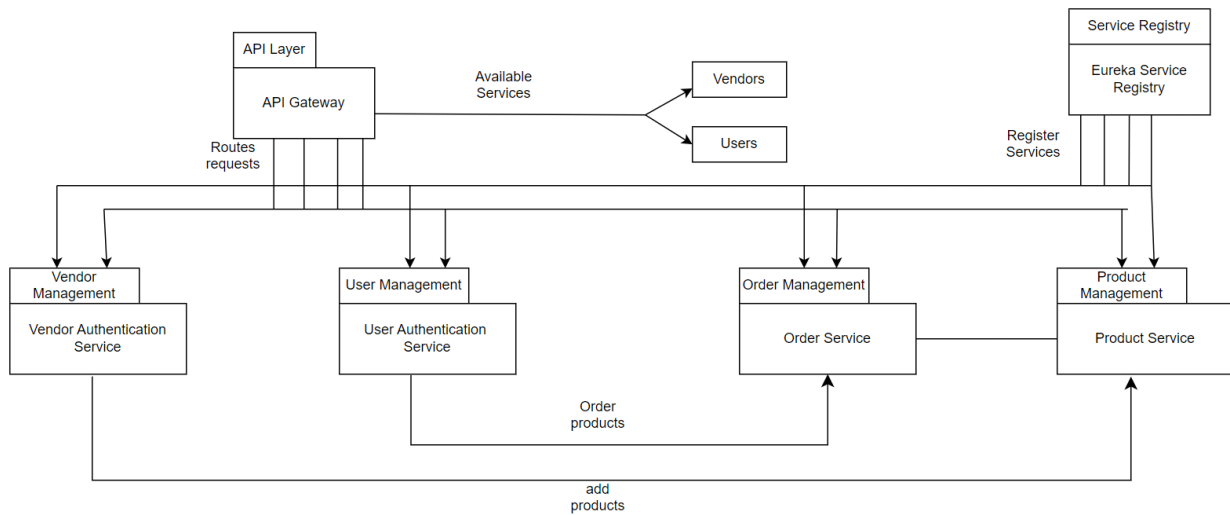 API Layer
API Gateway
Available
Services
Vendors
Users
Service Registry
Eureka Service
Registry
Routes
requests
Register
Services
Vendor
Management
Vendor Authentication
Service
User Management
User Authentication
Service
Order Management
Order Service
Product
Management
Product Service
Order
products
add
products